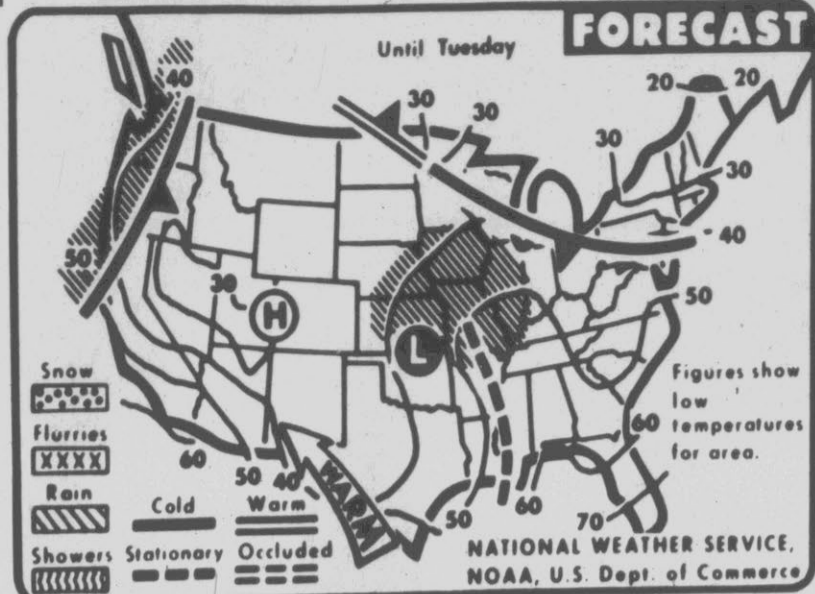 FORECAST
Until Tuesday
40
30
30
20
20
30
30
40
50
30
H
L
50
Figures show
low
temperatures
for area.
60
60
50
40
WARM
50
60
70
Snow
Flurries
XXXX
Rain
Showers
Cold
Warm
Stationary
Occluded
NATIONAL WEATHER SERVICE,
NOAA, U.S. Dept. of Commerce